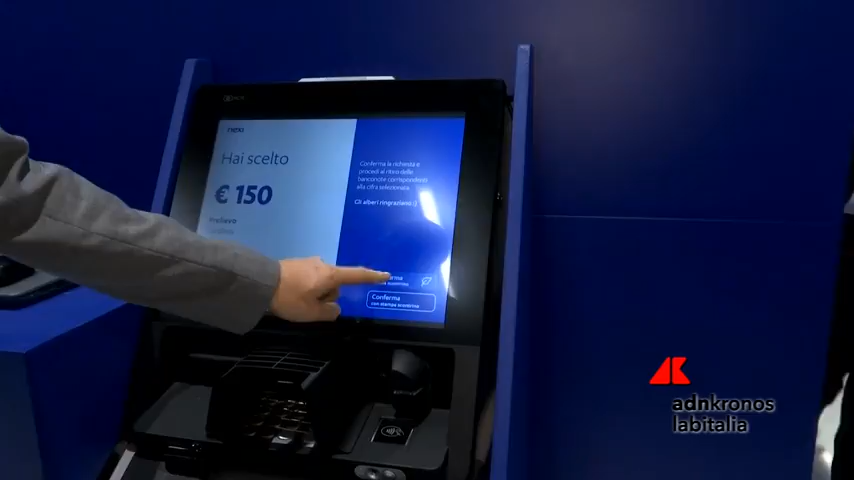 nexi
Hai scelto
€ 150
Prelievo
Conferma la richiesta e
procedi al ritiro delle
banconote corrispondenti
alla cifra selezionata.
Gli alberi ringraziano :)
Conferma
con stampa scontrino
adnkronos
labitalia